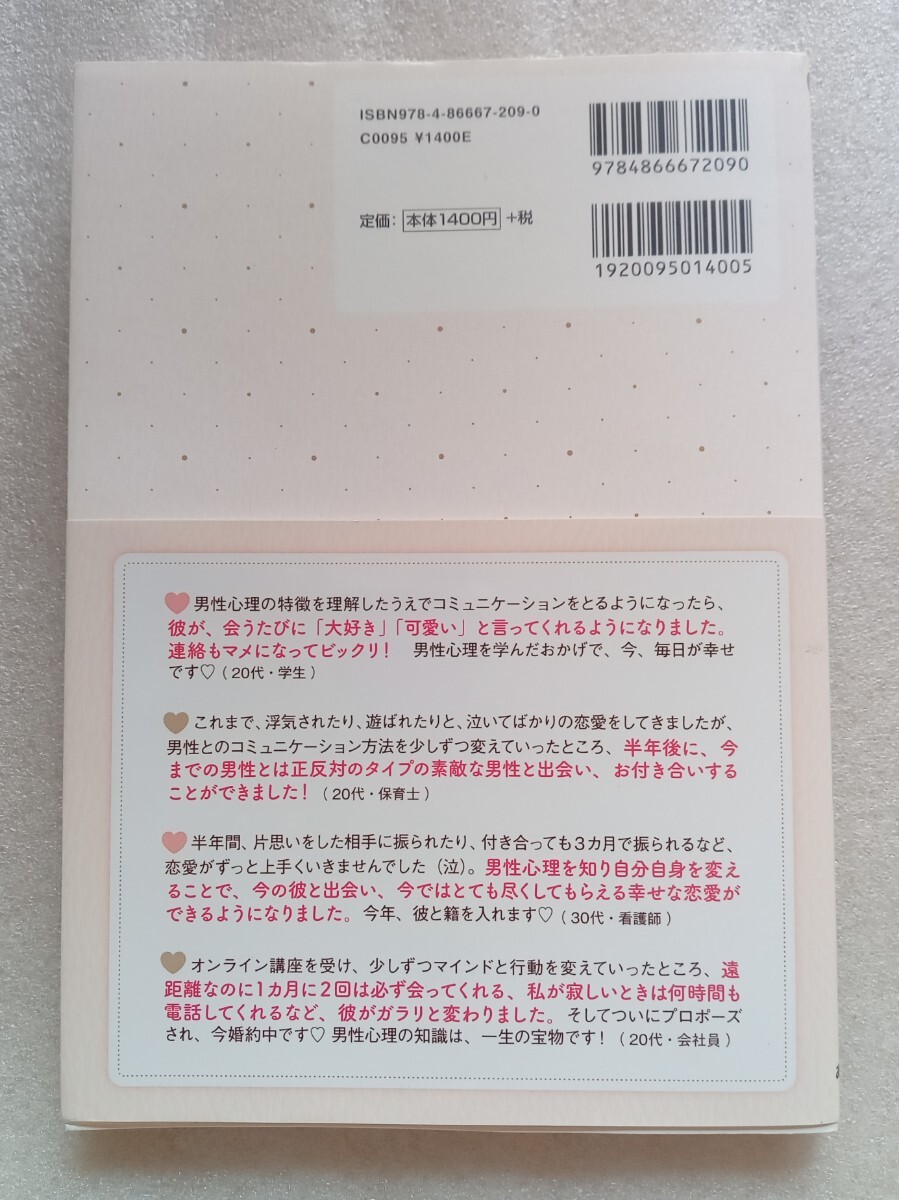 ISBN978-4-86667-209-0
C0095 ¥1400E
9784866672090
定価：本体1400円+税
1920095014005
男性心理の特徴を理解したうえでコミュニケーションをとるようになったら、
彼が、会うたびに「大好き」「可愛い」と言ってくれるようになりました。
連絡もマメになってビックリ！　男性心理を学んだおかげで、今、毎日が幸せ
です♡（20代・学生）
これまで、浮気されたり、遊ばれたりと、泣いてばかりの恋愛をしてきましたが、
男性とのコミュニケーション方法を少しずつ変えていったところ、半年後に、今
までの男性とは正反対のタイプの素敵な男性と出会い、お付き合いする
ことができました！（20代・保育士）
半年間、片思いをした相手に振られたり、付き合っても3カ月で振られるなど、
恋愛がずっと上手くいきませんでした（泣）。男性心理を知り自分自身を変え
ることで、今の彼と出会い、今ではとても尽くしてもらえる幸せな恋愛が
できるようになりました。今年、彼と籍を入れます♡（30代・看護師）
オンライン講座を受け、少しずつマインドと行動を変えていったところ、遠
距離なのに1カ月に2回は必ず会ってくれる、私が寂しいときは何時間も
電話してくれるなど、彼がガラリと変わりました。そしてついにプロポーズ
され、今婚約中です♡ 男性心理の知識は、一生の宝物です！（20代・会社員）